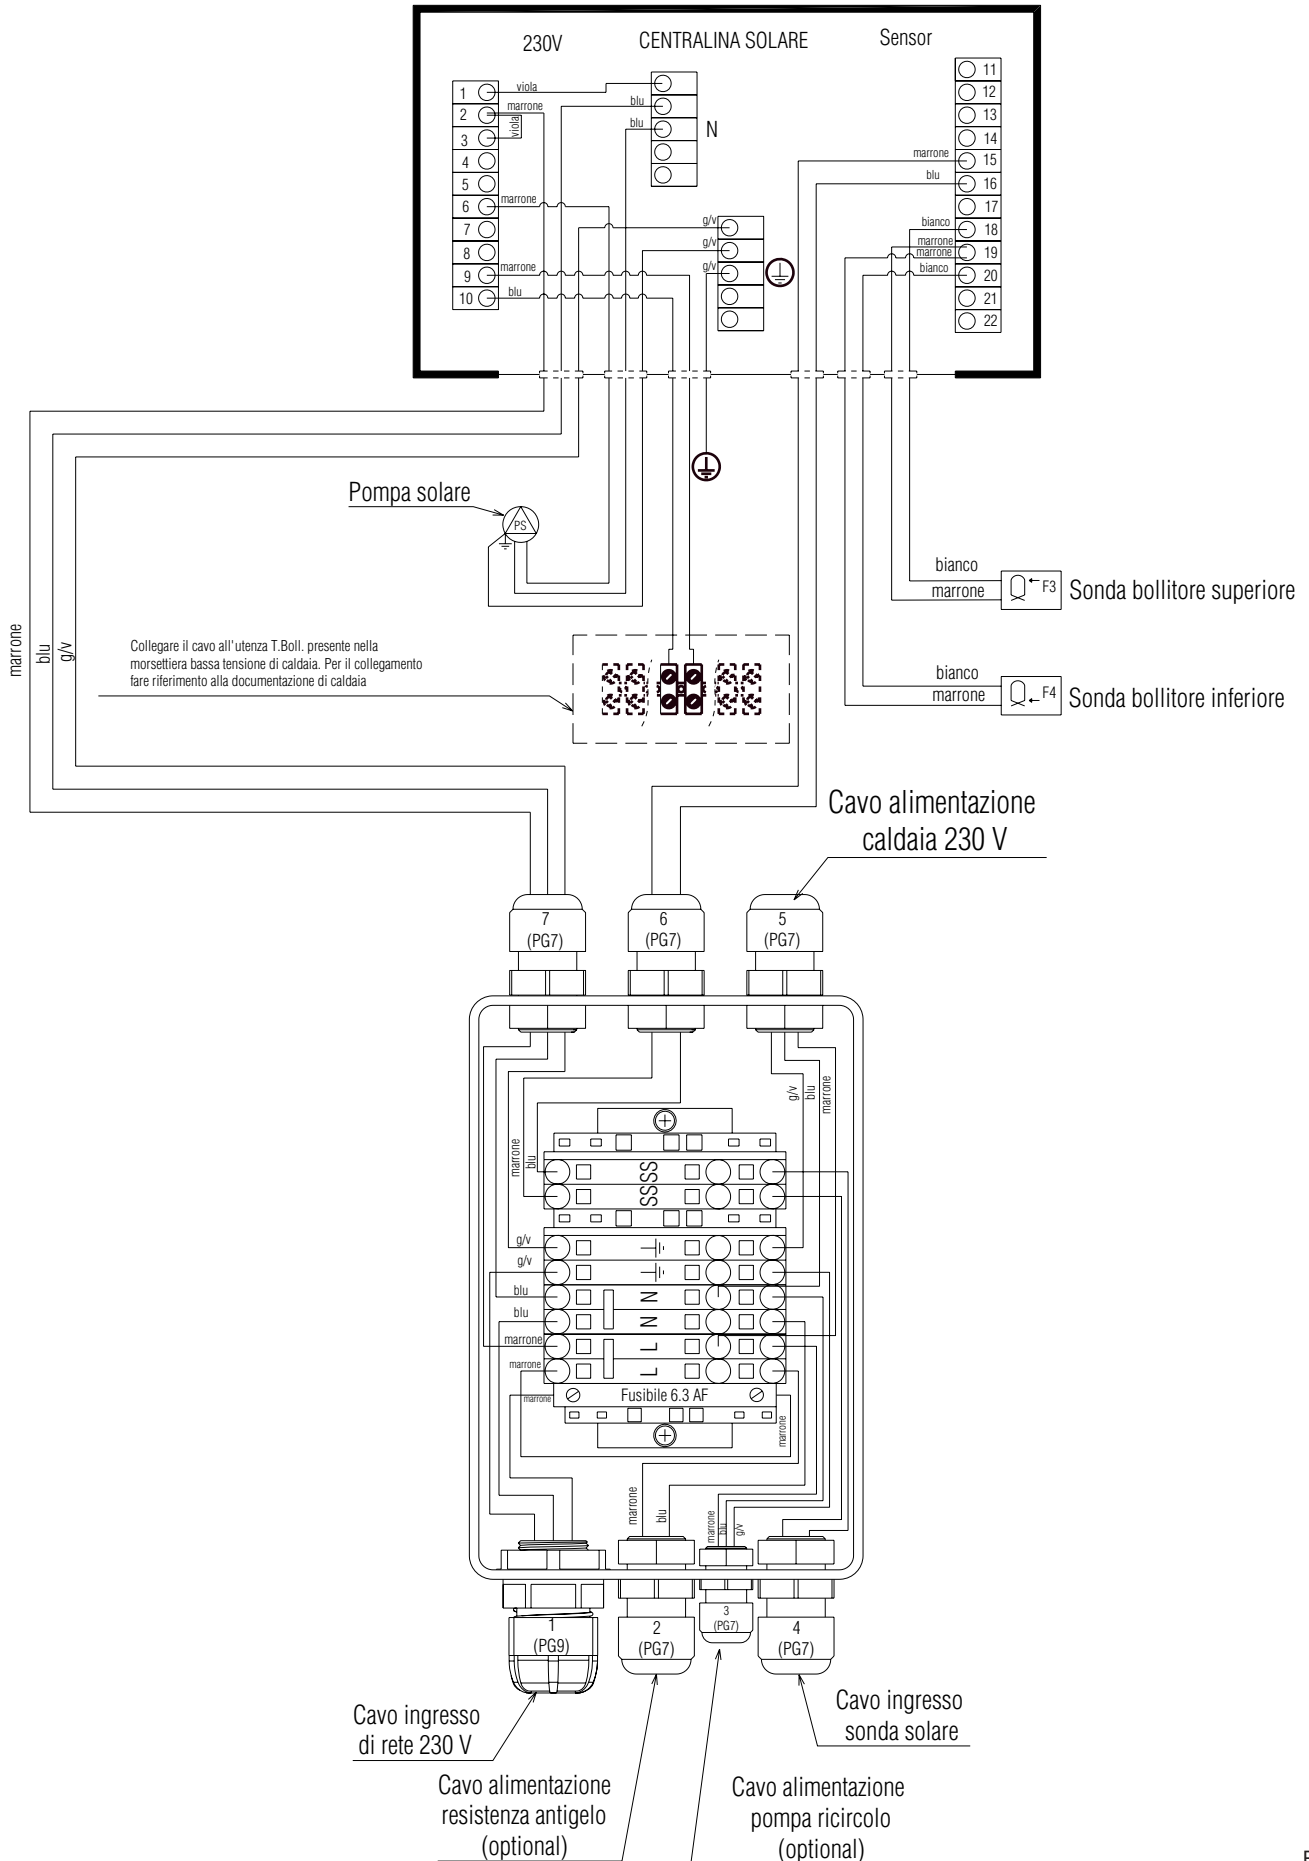 230V
CENTRALINA SOLARE
Sensor
1
2
3
4
5
6
7
8
9
10
viola
marrone
viola
marrone
marrone
blu
blu
blu
N
g/v
g/v
g/v
marrone
blu
bianco
marrone
marrone
bianco
11
12
13
14
15
16
17
18
19
20
21
22
Pompa solare
PS
marrone
blu
g/v
Collegare il cavo all'utenza T.Boll. presente nella
morsettiera bassa tensione di caldaia. Per il collegamento
fare riferimento alla documentazione di caldaia
bianco
marrone
F3
Sonda bollitore superiore
bianco
marrone
F4
Sonda bollitore inferiore
Cavo alimentazione
caldaia 230 V
7
(PG7)
6
(PG7)
5
(PG7)
g/v
blu
marrone
marrone
blu
SS
SS
g/v
g/v
blu
N
blu
N
marrone
L
marrone
L
marrone
Fusibile 6.3 AF
marrone
marrone
blu
marrone
blu
g/v
1
(PG9)
2
(PG7)
3
(PG7)
4
(PG7)
Cavo ingresso
di rete 230 V
Cavo ingresso
sonda solare
Cavo alimentazione
resistenza antigelo
(optional)
Cavo alimentazione
pompa ricircolo
(optional)